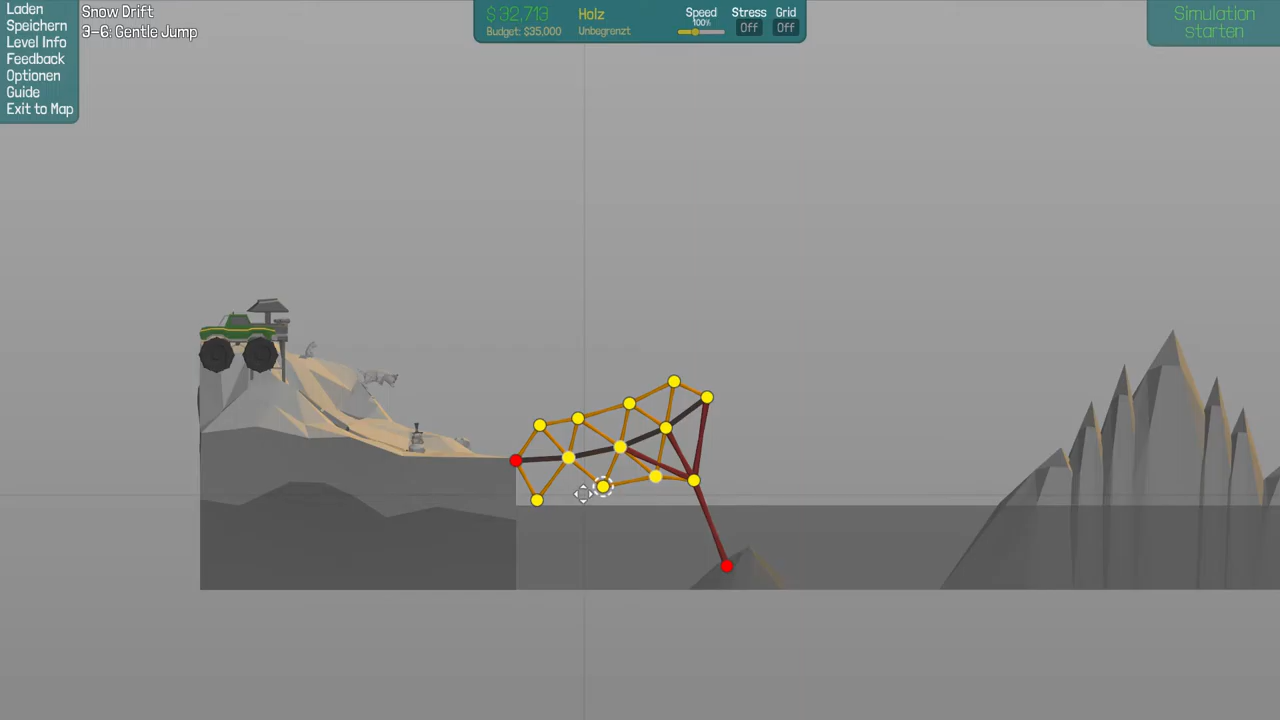 Laden
Speichern
Level Info
Feedback
Optionen
Guide
Exit to Map
Snow Drift
3-6: Gentle Jump
$ 32,713
Budget: $35,000
Holz
Unbegrenzt
Speed
100%
Stress
Off
Grid
Off
Simulation
starten